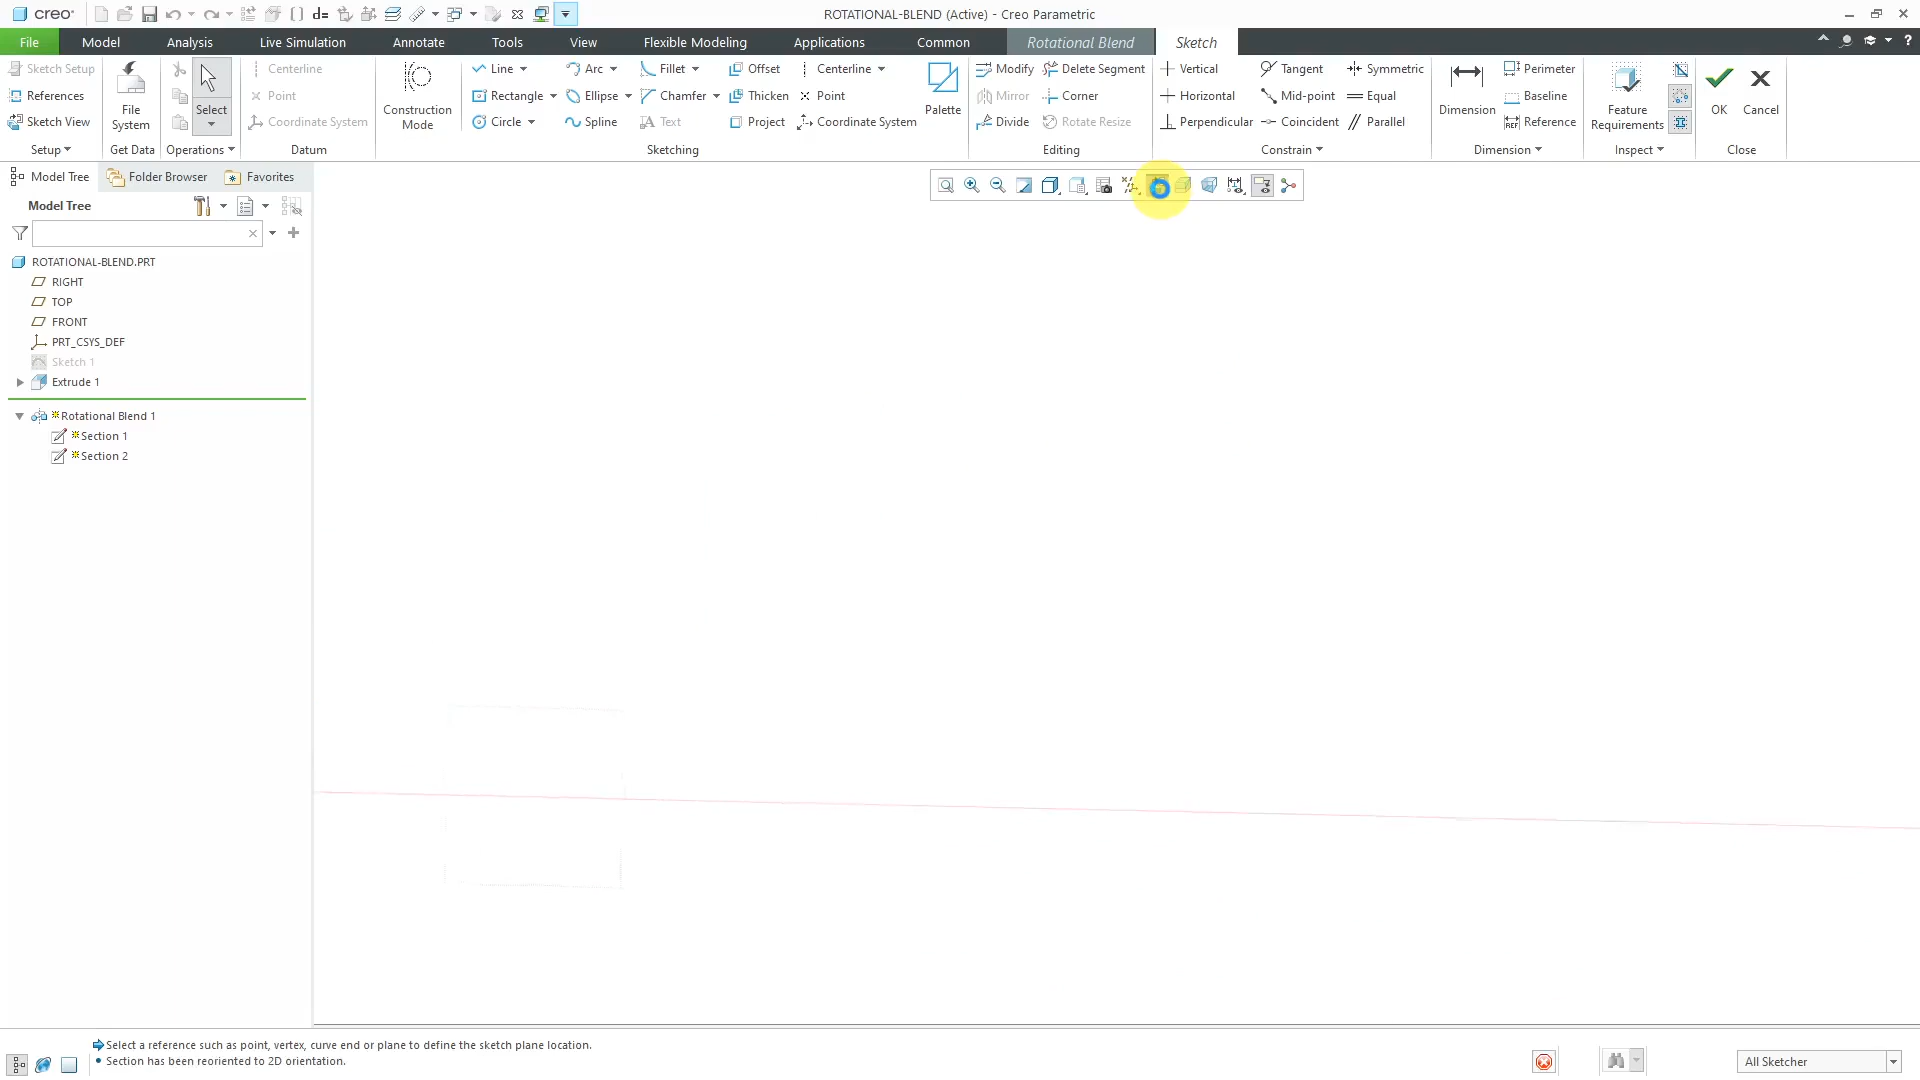 creo
d=
ROTATIONAL-BLEND (Active) - Creo Parametric
File Model Analysis Live Simulation Annotate Tools View Flexible Modeling Applications Common Rotational Blend Sketch
Sketch Setup Centerline Line Arc Fillet Offset Centerline Modify Delete Segment Vertical Tangent Symmetric Perimeter
References Point Rectangle Ellipse Chamfer Thicken Point Mirror Corner Horizontal Mid-point Equal Baseline
Sketch View Coordinate System Circle Spline Text Project Coordinate System Divide Rotate Resize Perpendicular Coincident Parallel REF Reference
File System Select Construction Mode Palette Dimension Feature Requirements OK Cancel
Setup Get Data Operations Datum Sketching Editing Constrain Dimension Inspect Close
Model Tree Folder Browser Favorites
Model Tree
ROTATIONAL-BLEND.PRT
RIGHT
TOP
FRONT
PRT_CSYS_DEF
Sketch 1
Extrude 1
Rotational Blend 1
Section 1
Section 2
Select a reference such as point, vertex, curve end or plane to define the sketch plane location.
Section has been reoriented to 2D orientation.
All Sketcher